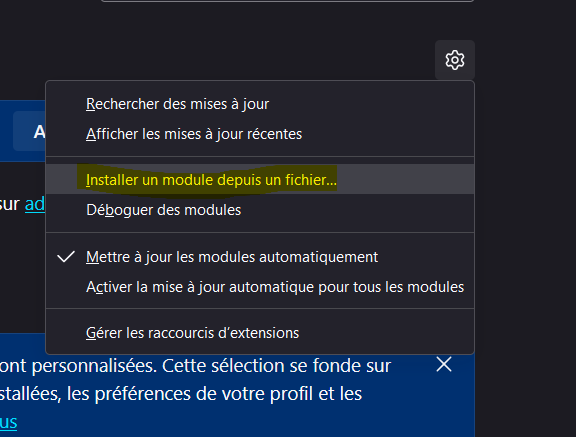 Rechercher des mises à jour
Afficher les mises à jour récentes
A
Installer un module depuis un fichier...
sur ad
Déboguer des modules
Mettre à jour les modules automatiquement
Activer la mise à jour automatique pour tous les modules
Gérer les raccourcis d’extensions
ont personnalisées. Cette sélection se fonde sur
stallées, les préférences de votre profil et les
us